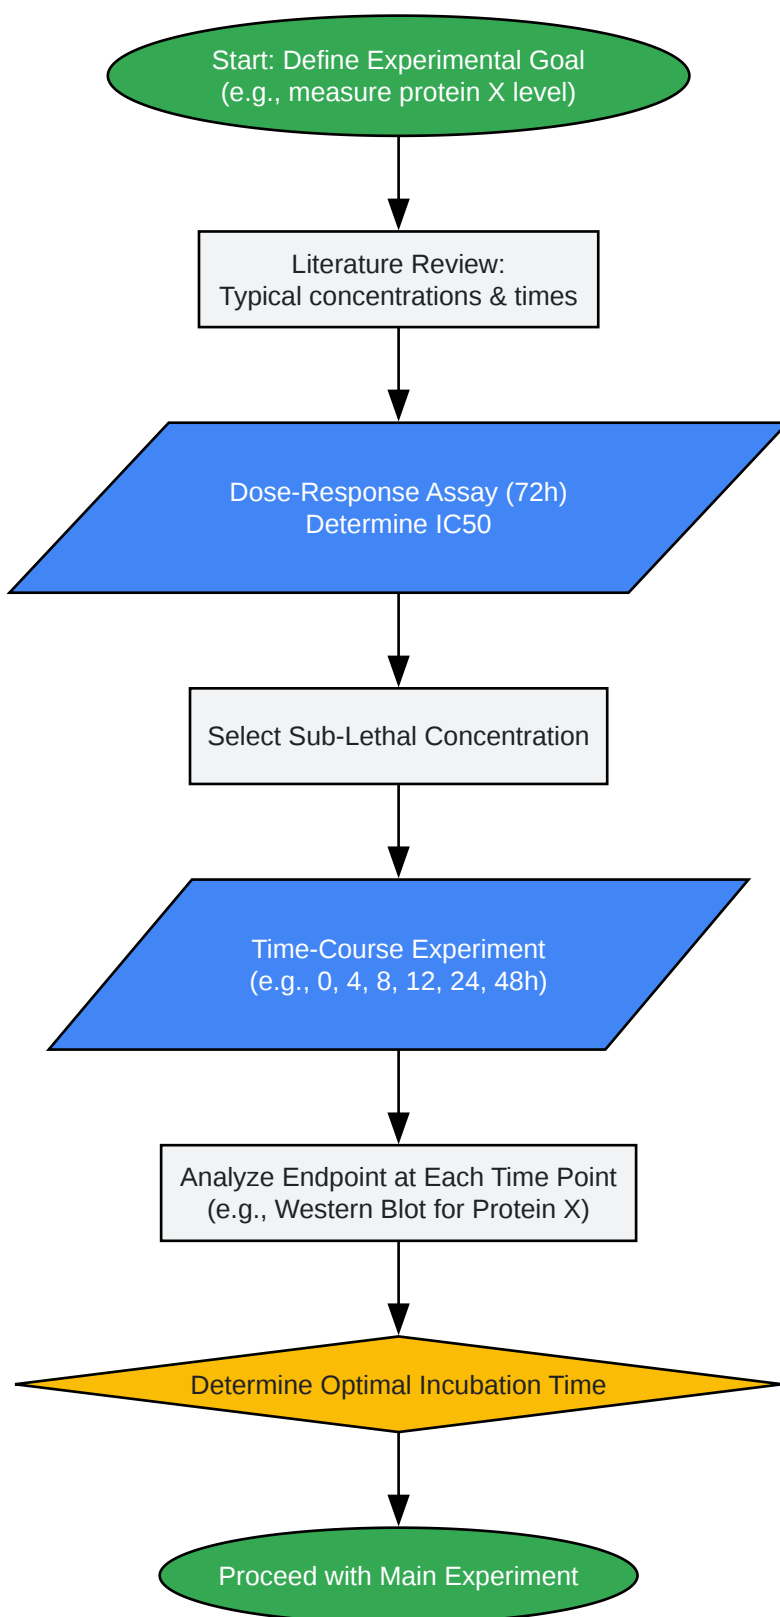 Start: Define Experimental Goal
(e.g., measure protein X level)
Literature Review:
Typical concentrations & times
Dose-Response Assay (72h)
Determine IC50
Select Sub-Lethal Concentration
Time-Course Experiment
(e.g., 0, 4, 8, 12, 24, 48h)
Analyze Endpoint at Each Time Point
(e.g., Western Blot for Protein X)
Determine Optimal Incubation Time
Proceed with Main Experiment